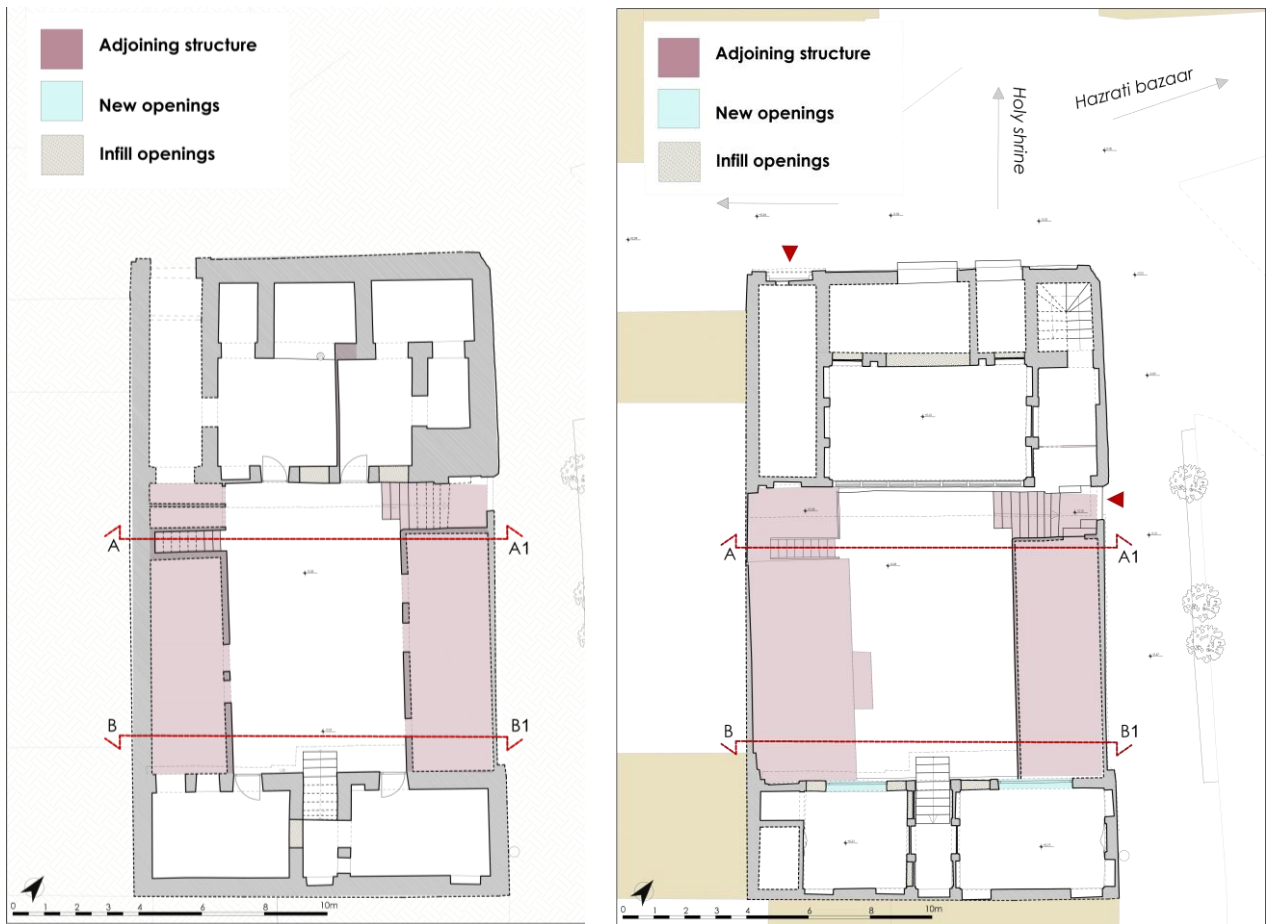 Adjoining structure
New openings
Infill openings
A
A1
B
B1
0
1
2
3
4
6
8
10m
Adjoining structure
New openings
Infill openings
Holy shrine
Hazrati bazaar
A
A1
B
B1
0
1
2
3
4
6
8
10m